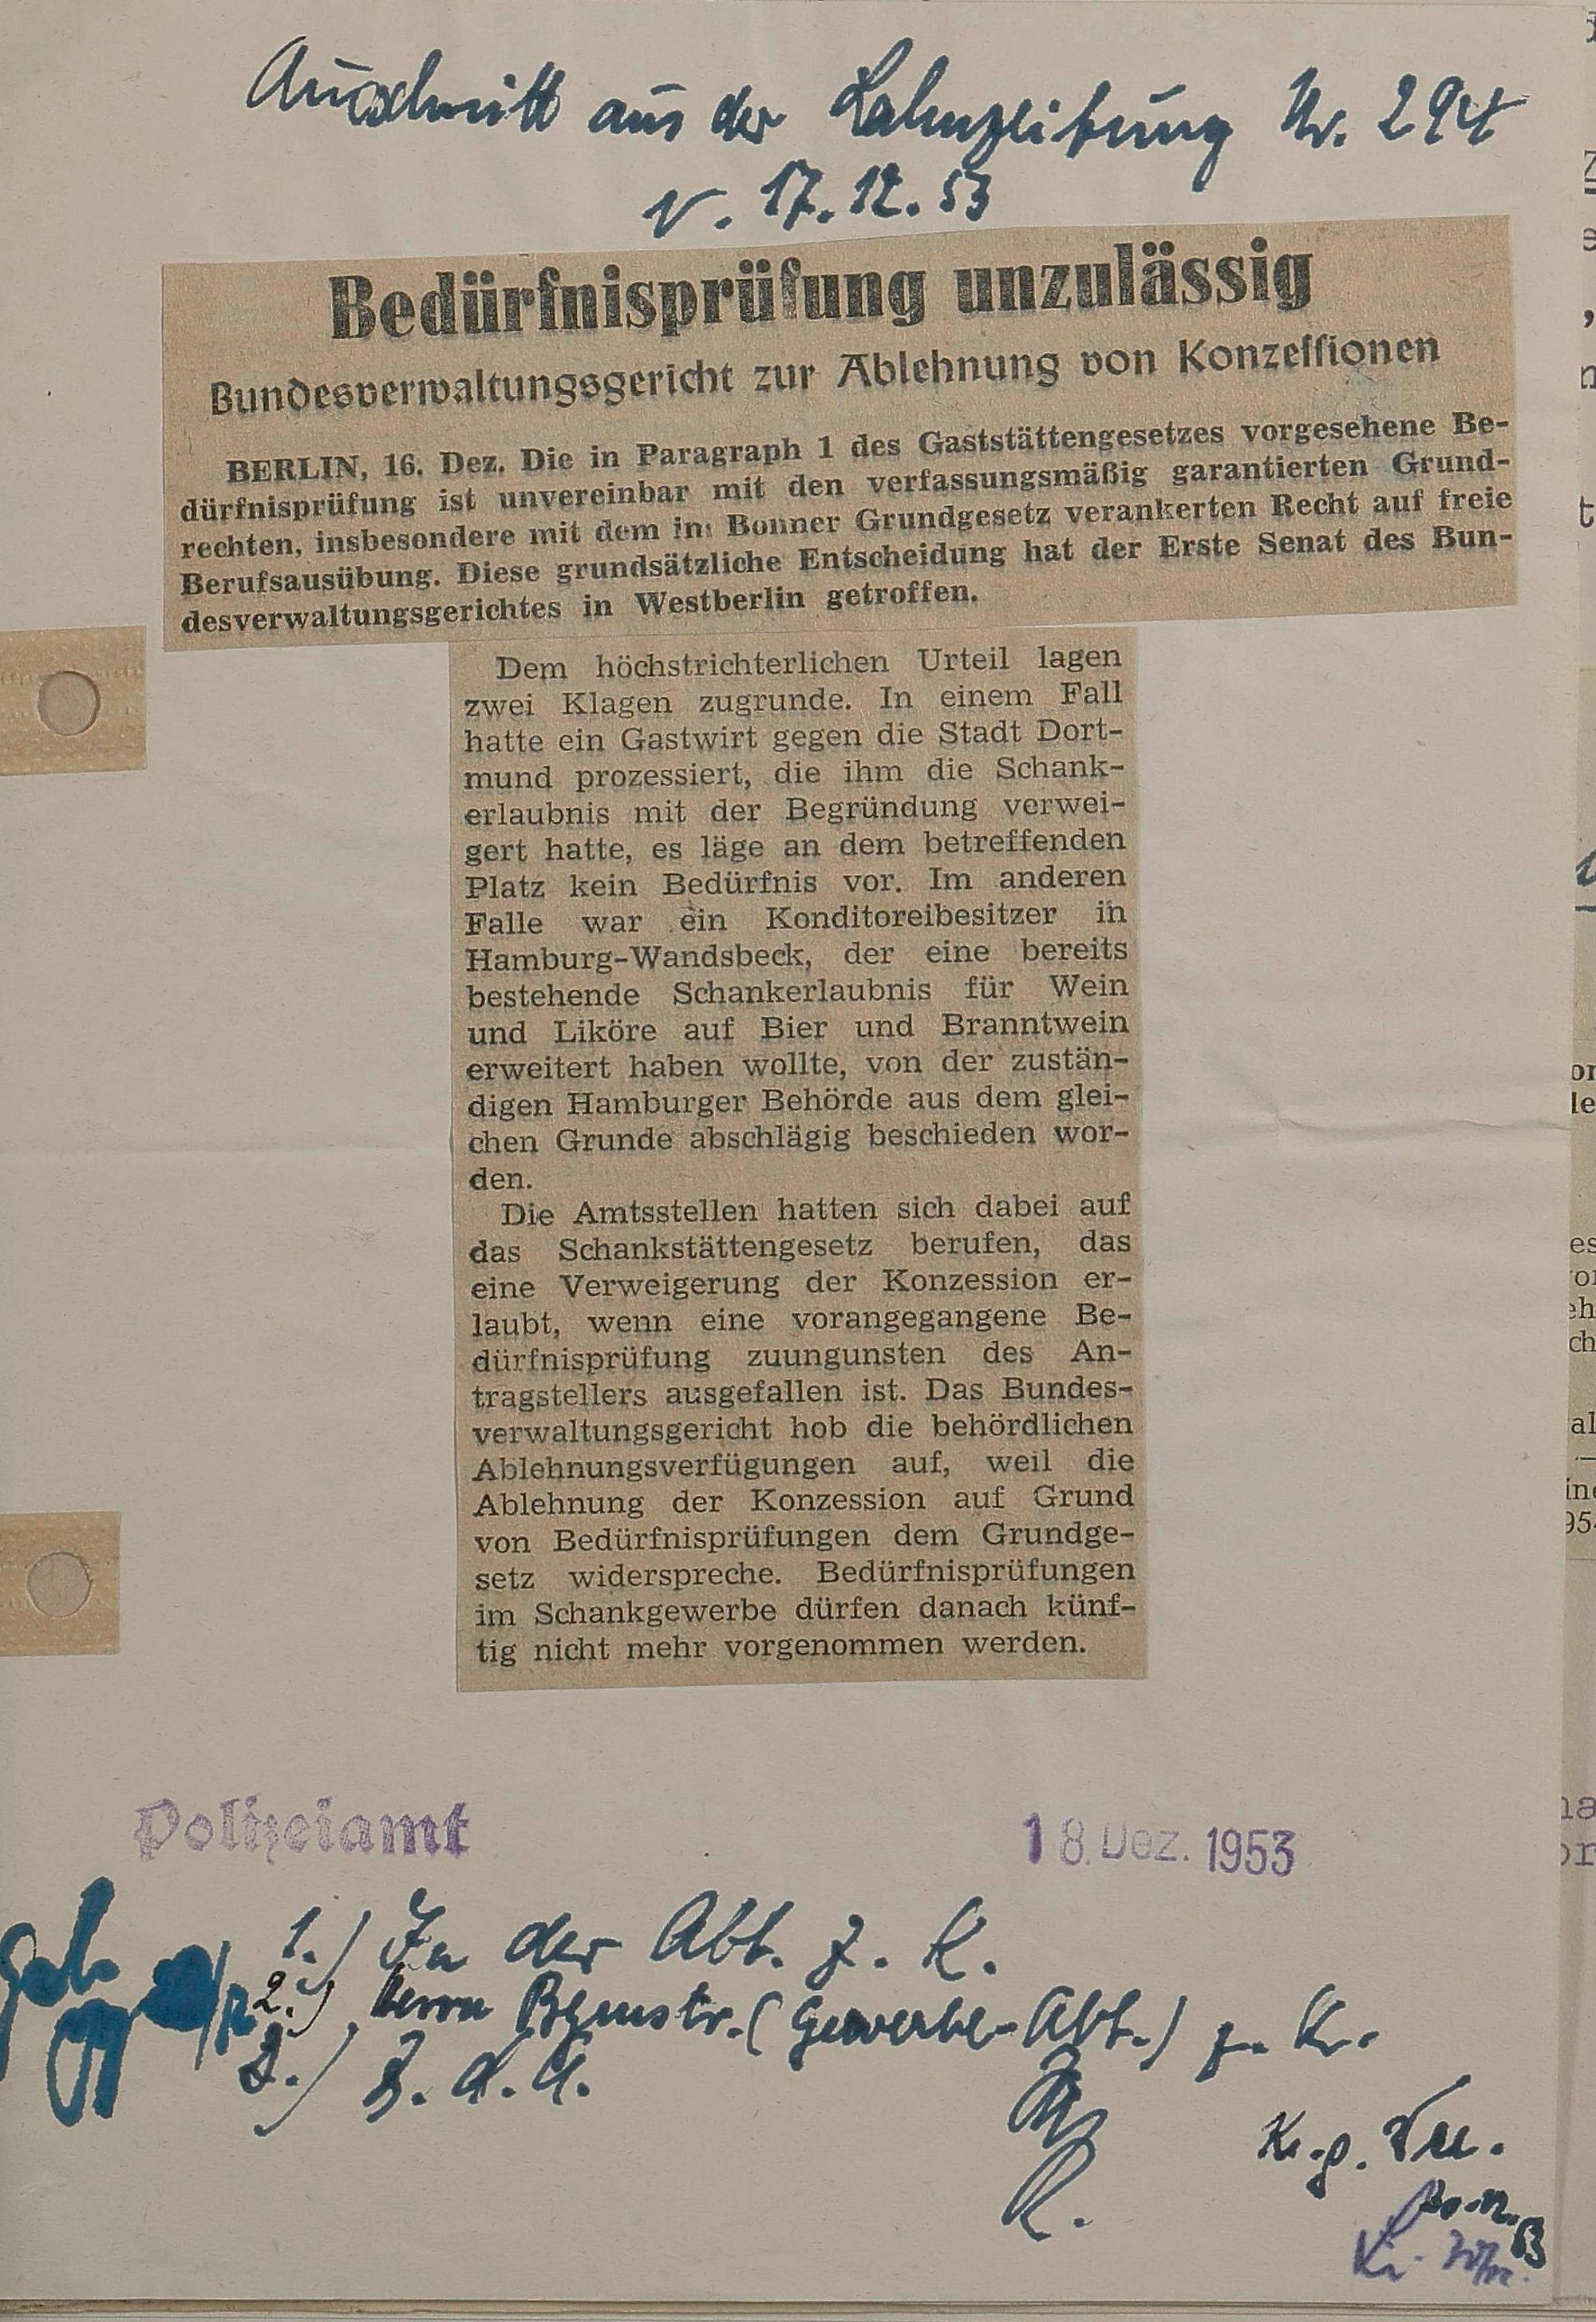 Ausschnitt aus der Lahnzeitung Nr. 294
v. 17.12.53
Bedürfnisprüfung unzulässig
Bundesverwaltungsgericht zur Ablehnung von Konzeſſionen
BERLIN, 16. Dez. Die in Paragraph 1 des Gaststättengesetzes vorgesehene Be-
dürfnisprüfung ist unvereinbar mit den verfassungsmäßig garantierten Grund-
rechten, insbesondere mit dem im Bonner Grundgesetz verankerten Recht auf freie
Berufsausübung. Diese grundsätzliche Entscheidung hat der Erste Senat des Bun-
desverwaltungsgerichtes in Westberlin getroffen.
Dem höchstrichterlichen Urteil lagen
zwei Klagen zugrunde. In einem Fall
hatte ein Gastwirt gegen die Stadt Dort-
mund prozessiert, die ihm die Schank-
erlaubnis mit der Begründung verwei-
gert hatte, es läge an dem betreffenden
Platz kein Bedürfnis vor. Im anderen
Falle war ein Konditoreibesitzer in
Hamburg-Wandsbeck, der eine bereits
bestehende Schankerlaubnis für Wein
und Liköre auf Bier und Branntwein
erweitert haben wollte, von der zustän-
digen Hamburger Behörde aus dem glei-
chen Grunde abschlägig beschieden wor-
den.
Die Amtsstellen hatten sich dabei auf
das Schankstättengesetz berufen, das
eine Verweigerung der Konzession er-
laubt, wenn eine vorangegangene Be-
dürfnisprüfung zuungunsten des An-
tragstellers ausgefallen ist. Das Bundes-
verwaltungsgericht hob die behördlichen
Ablehnungsverfügungen auf, weil die
Ablehnung der Konzession auf Grund
von Bedürfnisprüfungen dem Grundge-
setz widerspreche. Bedürfnisprüfungen
im Schankgewerbe dürfen danach künf-
tig nicht mehr vorgenommen werden.
Polizeiamt 18. Dez. 1953
1.) In der Abt. z. K.
2.) Herrn Bgmstr. (Gewerbe-Abt.) z. K.
3.) Z. d. A.